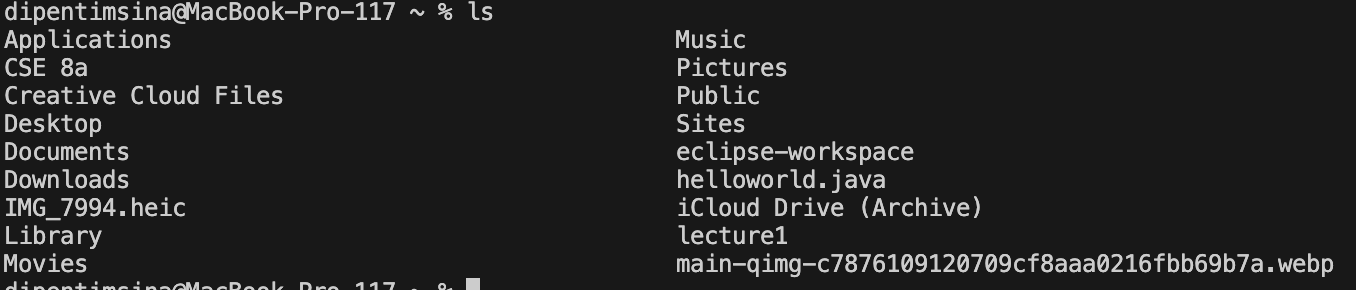 dipentimsina@MacBook-Pro-117 ~ % ls
Applications Music
CSE 8a Pictures
Creative Cloud Files Public
Desktop Sites
Documents eclipse-workspace
Downloads helloworld.java
IMG_7994.heic iCloud Drive (Archive)
Library lecture1
Movies main-qimg-c7876109120709cf8aaa0216fbb69b7a.webp
dipentimsina@MacBook-Pro-117 ~ %